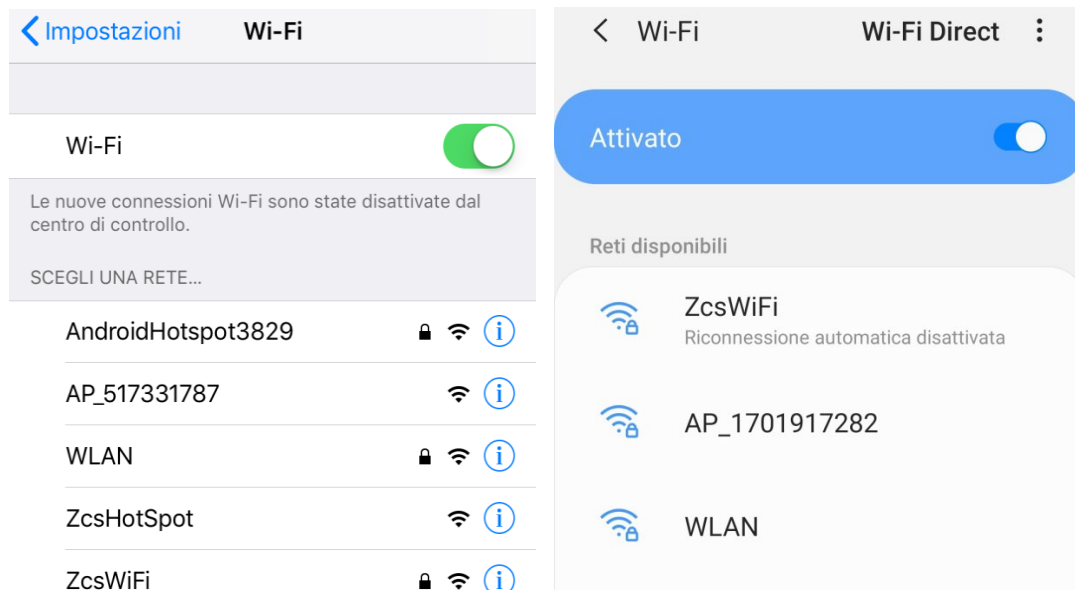 Impostazioni
Wi-Fi
Wi-Fi
Le nuove connessioni Wi-Fi sono state disattivate dal
centro di controllo.
SCEGLI UNA RETE...
AndroidHotspot3829
AP_517331787
WLAN
ZcsHotSpot
ZcsWiFi
Wi-Fi
Wi-Fi Direct
Attivato
Reti disponibili
ZcsWiFi
Riconnessione automatica disattivata
AP_1701917282
WLAN